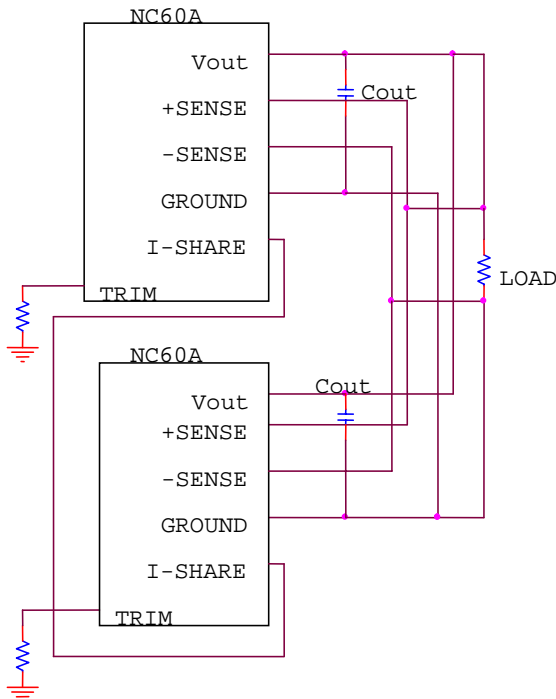 NC60A
Vout
Cout
+SENSE
-SENSE
GROUND
I-SHARE
LOAD
TRIM
NC60A
Cout
Vout
+SENSE
-SENSE
GROUND
I-SHARE
TRIM